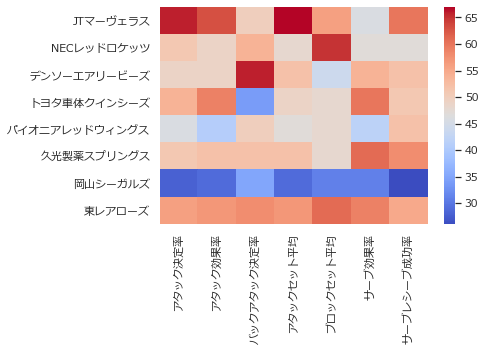 JTマーヴェラス
NECレッドロケッツ
デンソーエアリービーズ
トヨタ車体クインシーズ
パイオニアレッドウィングス
久光製薬スプリングス
岡山シーガルズ
東レアローズ
アタック決定率
アタック効果率
バックアタック決定率
アタックセット平均
ブロックセット平均
サーブ効果率
サーブレシーブ成功率
65
60
55
50
45
40
35
30